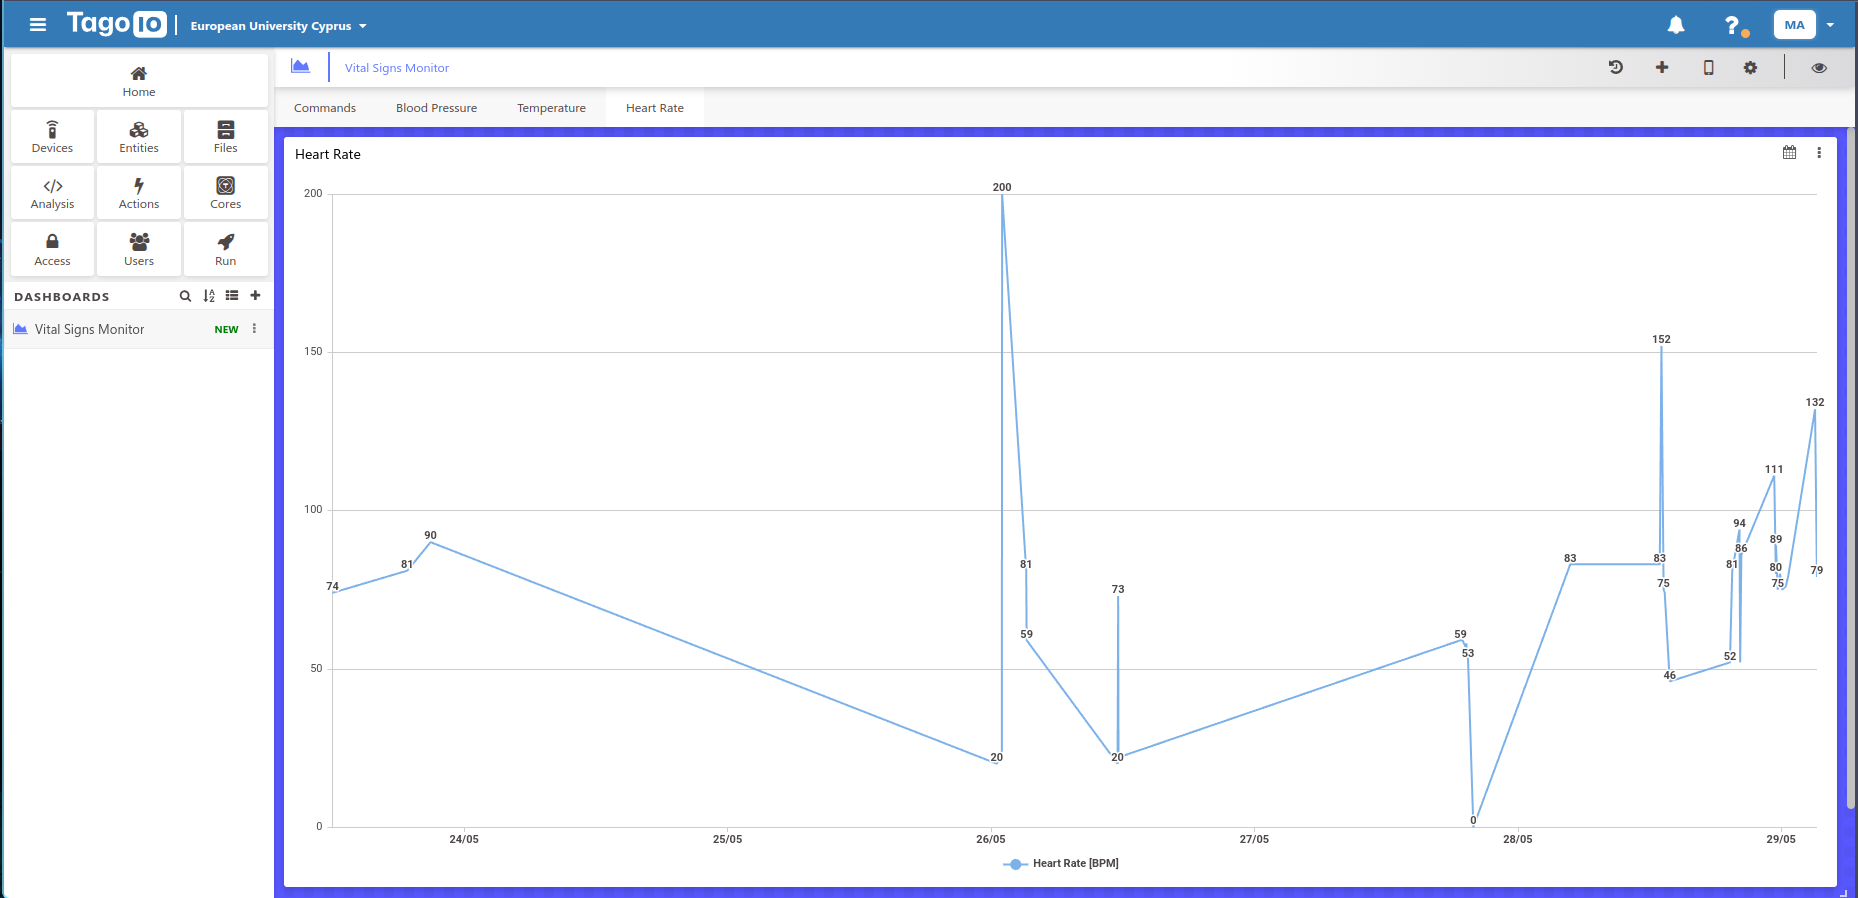 TagoIO
European University Cyprus
MA
Home
Devices
Entities
Files
Analysis
Actions
Cores
Access
Users
Run
DASHBOARDS
Vital Signs Monitor
NEW
Vital Signs Monitor
Commands
Blood Pressure
Temperature
Heart Rate
Heart Rate
200
150
100
50
0
74
81
90
20
200
81
59
20
73
59
53
0
83
83
152
75
46
52
81
94
86
111
89
80
75
132
79
24/05
25/05
26/05
27/05
28/05
29/05
Heart Rate [BPM]